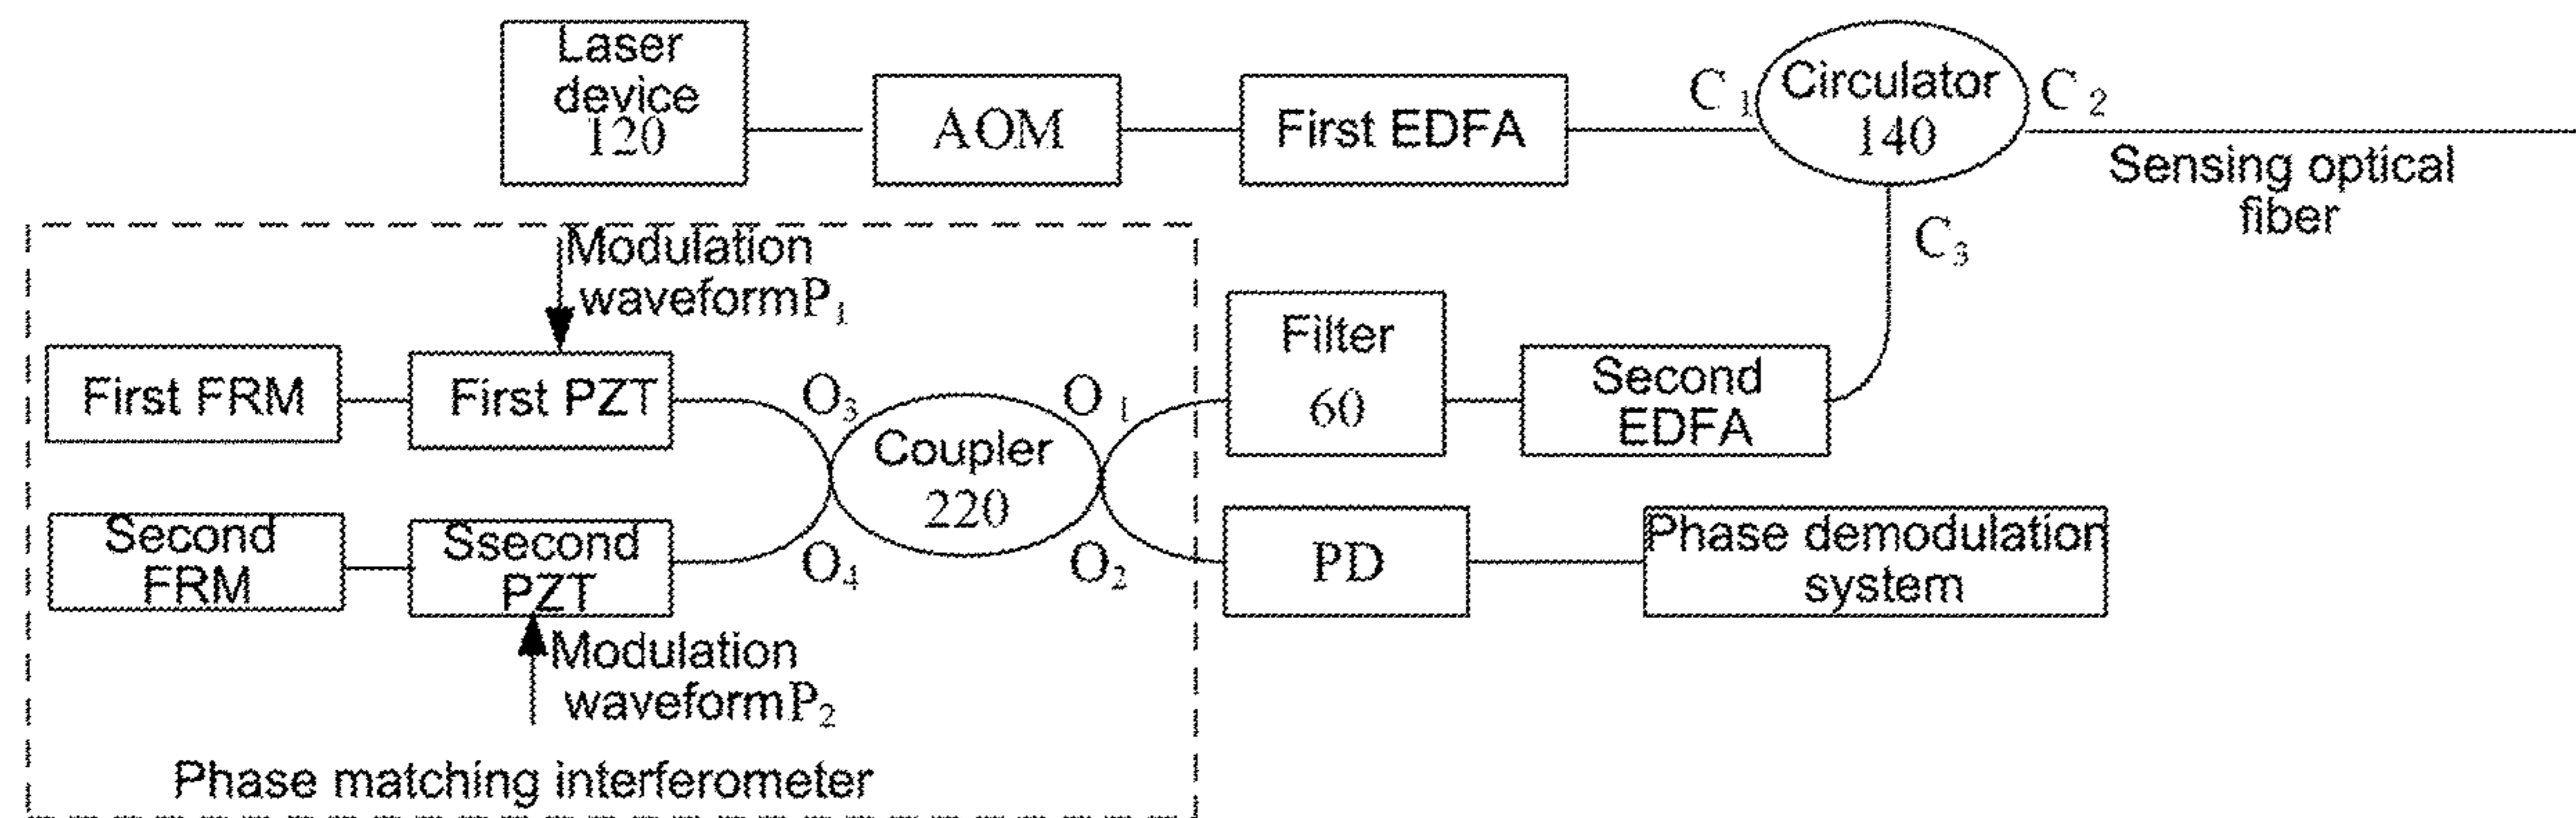 Laser
device
120
AOM
First EDFA
C1
Circulator
140
C2
Sensing optical
fiber
C3
Modulation
waveformP1
First FRM
First PZT
O3
Coupler
220
O1
Filter
60
Second
EDFA
Second
FRM
Ssecond
PZT
O4
O2
PD
Phase demodulation
system
Modulation
waveformP2
Phase matching interferometer